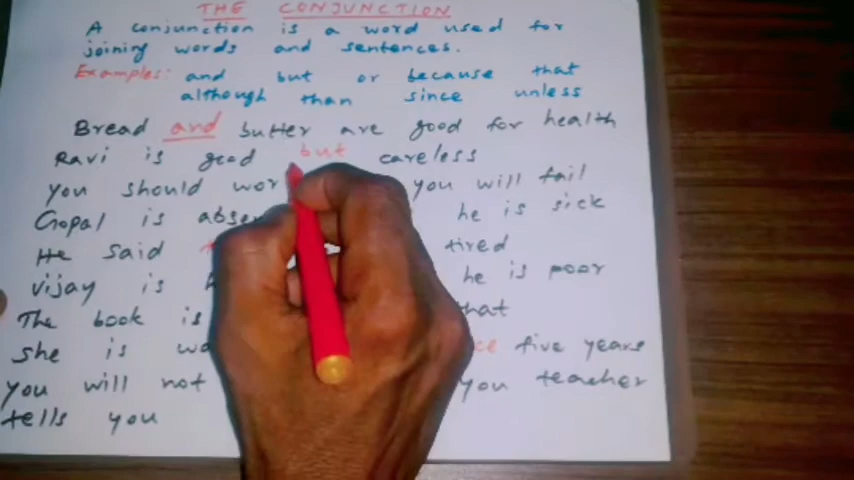 THE CONJUNCTION
A conjunction is a word used for
joining words and sentences.
Examples: and but or because that
although than since unless
Bread and butter are good for health
Ravi is good but careless
you should you will fail
Gopal is he is sick
He said tired
vijay is he is poor
The book is that
she is five years
you will not you teacher
tells you